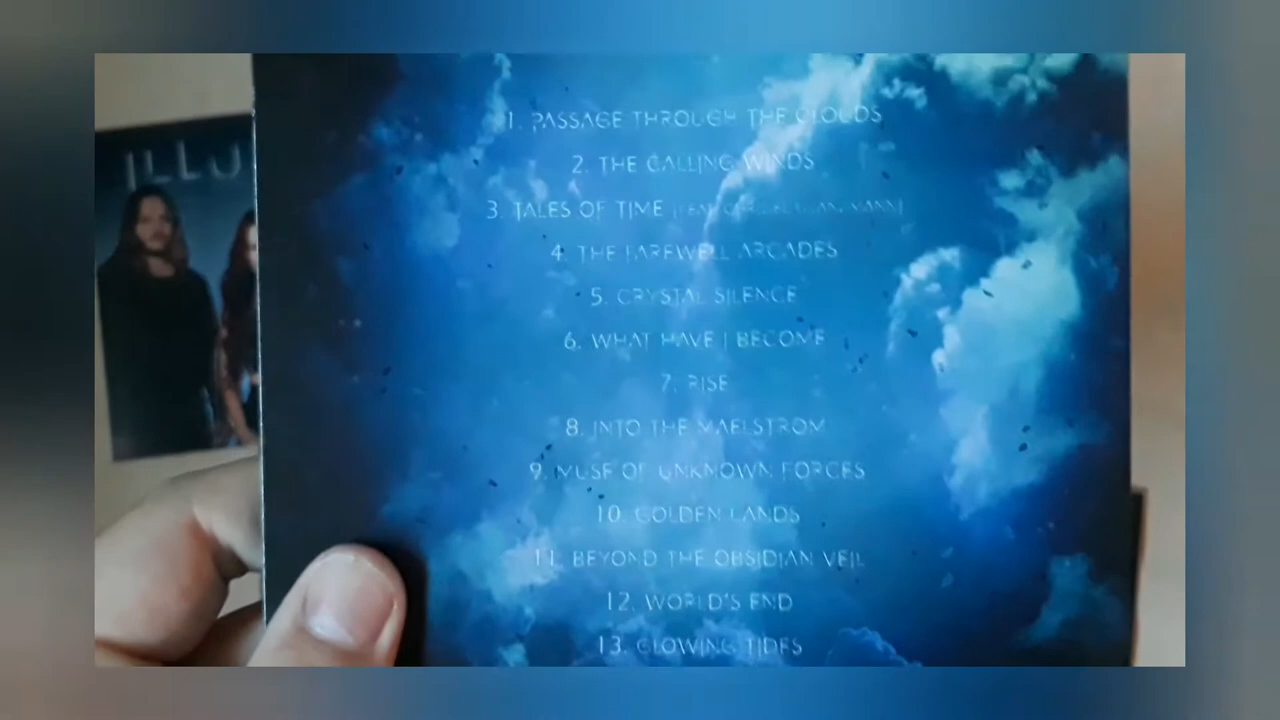 ILLU
1. PASSAGE THROUGH THE CLOUDS
2. THE CALLING WINDS
3. TALES OF TIME
4. THE FAREWELL ARCADES
5. CRYSTAL SILENCE
6. WHAT HAVE I BECOME
7. RISE
8. INTO THE MAELSTROM
9. MUSE OF UNKNOWN FORCES
10. GOLDEN LANDS
11. BEYOND THE OBSIDIAN VEIL
12. WORLD'S END
13. GLOWING TIDES